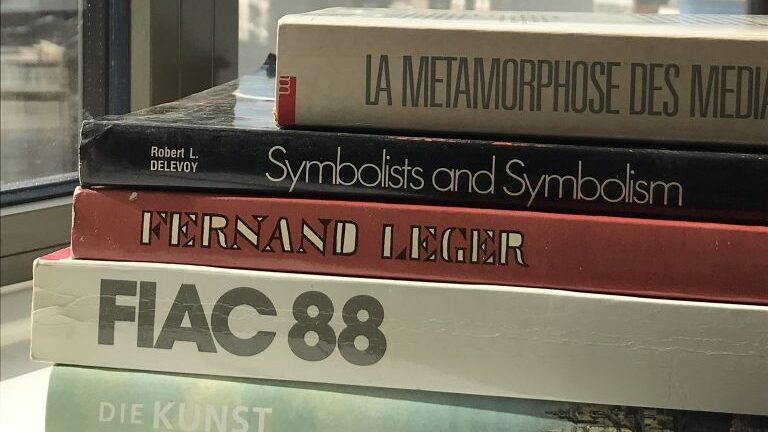 m
LA METAMORPHOSE DES MEDIA
Robert L.
DELEVOY
Symbolists and Symbolism
FERNAND LEGER
FIAC 88
DIE KUNST